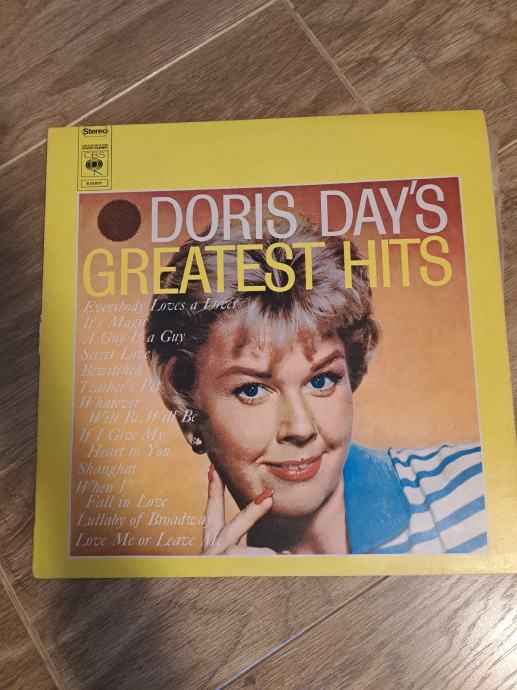 Stereo
CBS
DORIS DAY'S
GREATEST HITS
Everybody Loves a Lover
It's Magic
A Guy Is a Guy
Secret Love
Bewitched
Teacher's Pet
Whatever
Will Be, Will Be
If I Give My
Heart to You
Shanghai
When I
Fall in Love
Lullaby of Broadway
Love Me or Leave Me